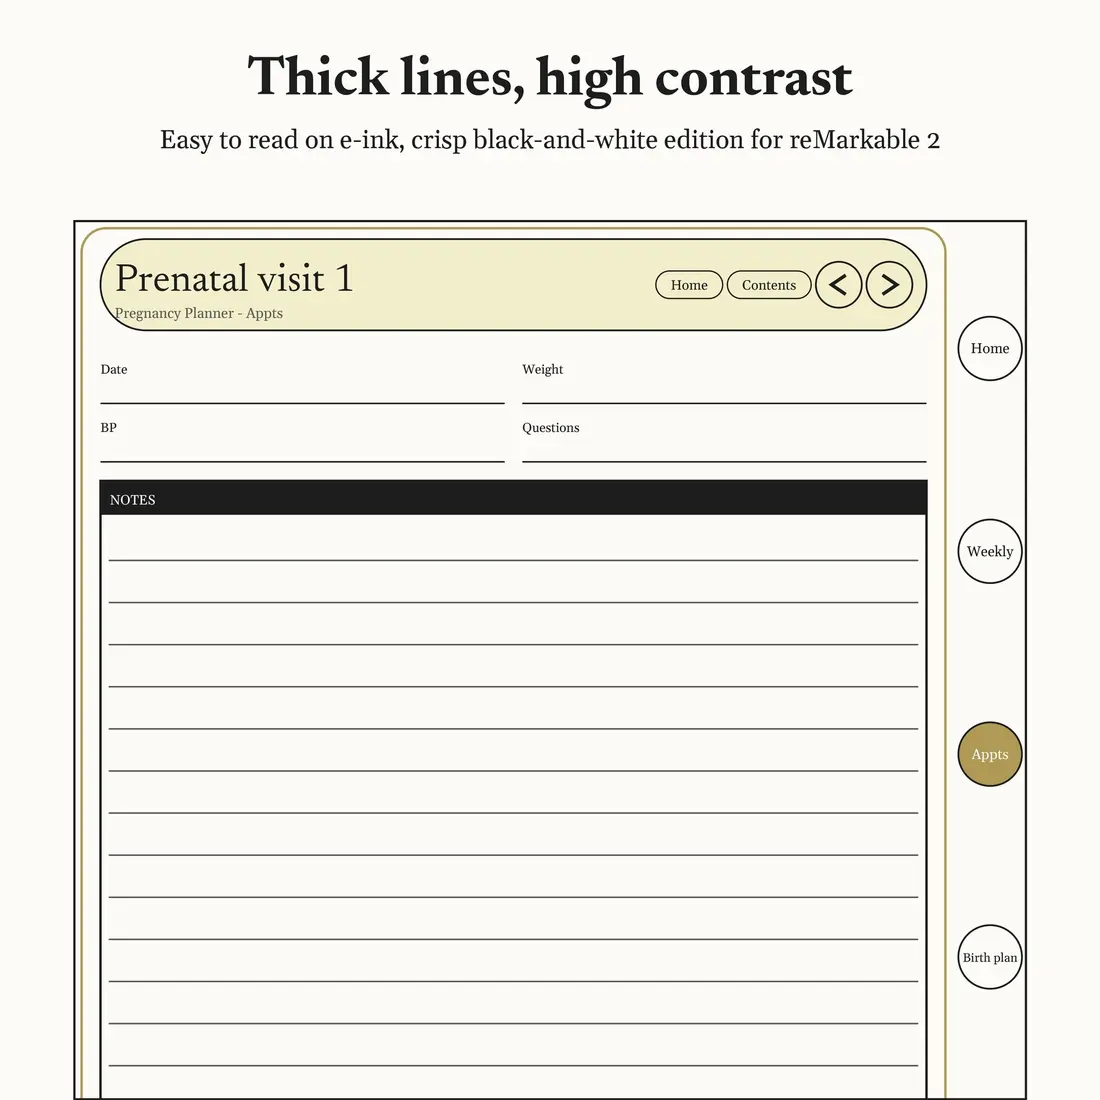 Thick lines, high contrast
Easy to read on e-ink, crisp black-and-white edition for reMarkable 2
Prenatal visit 1
Pregnancy Planner - Appts
Home
Contents
<
>
Date
Weight
BP
Questions
NOTES
Home
Weekly
Appts
Birth plan